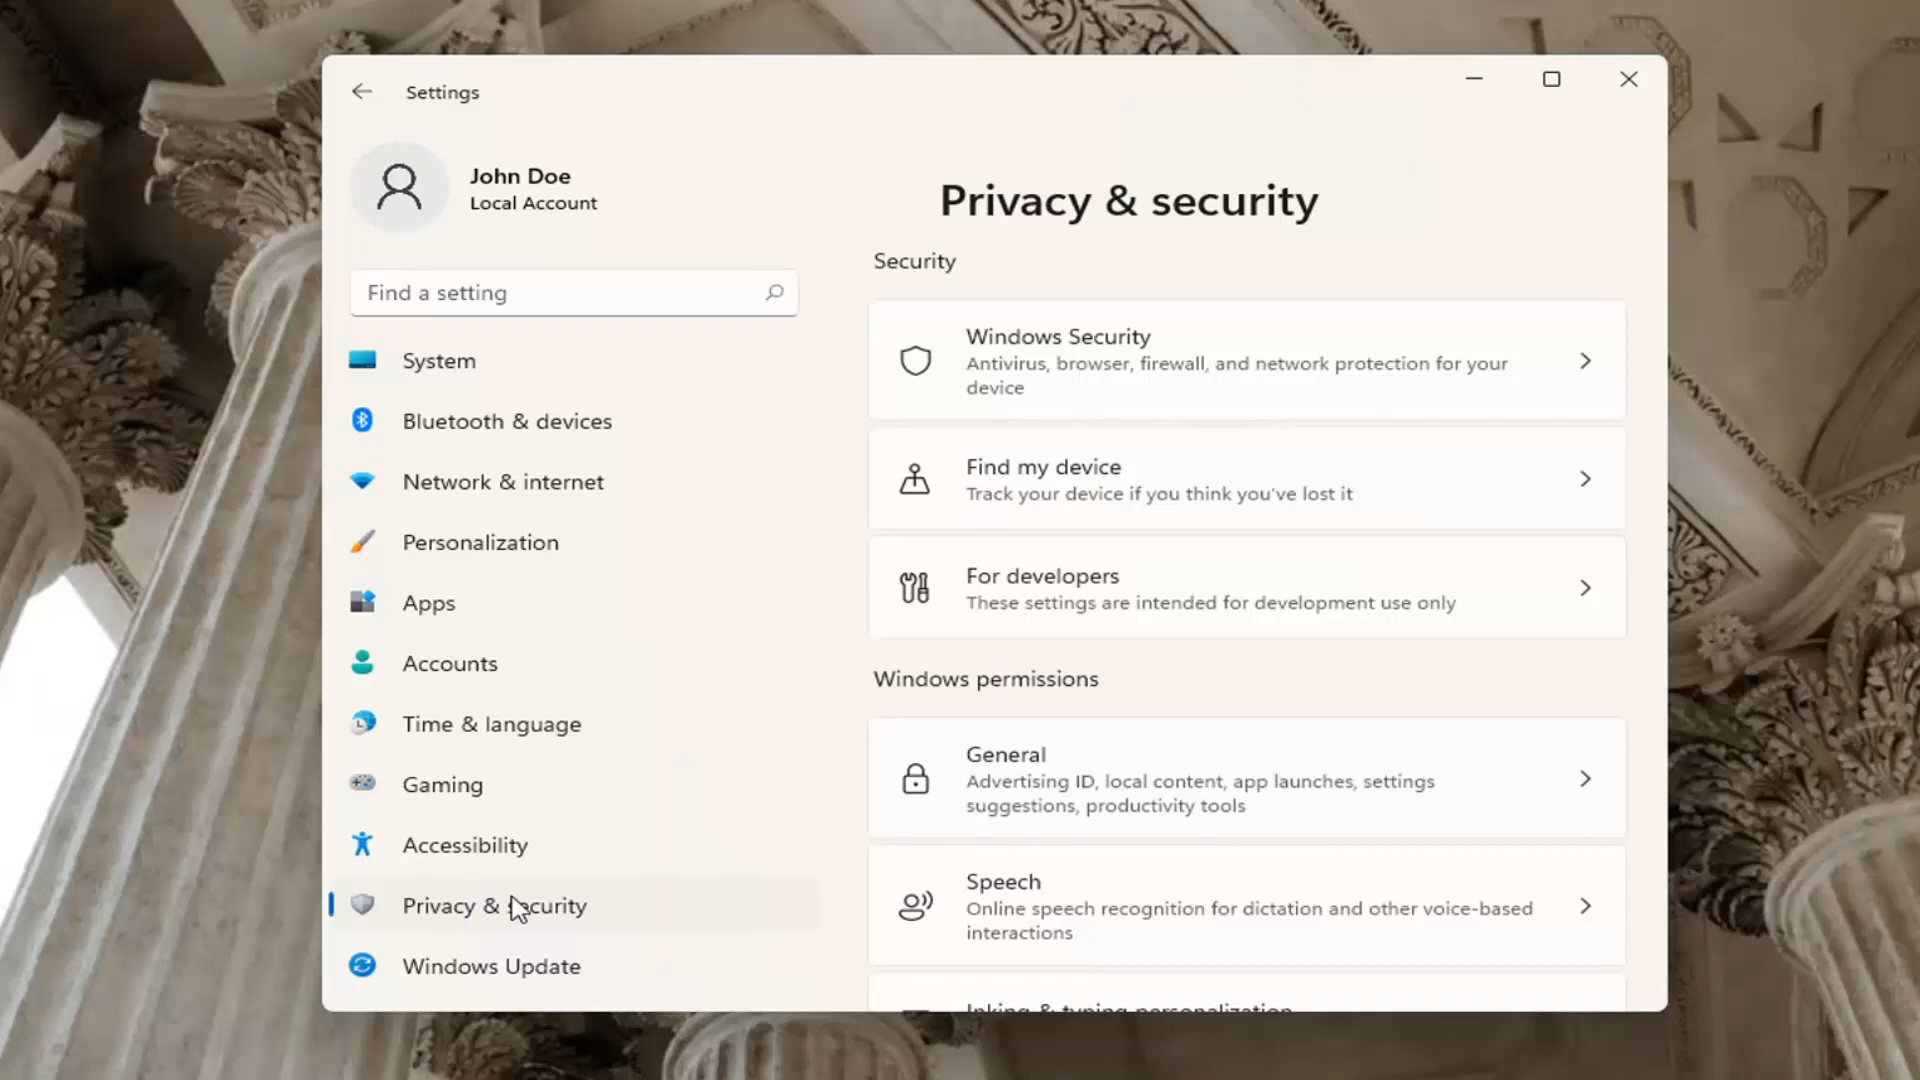 Settings
John Doe
Local Account
Find a setting
System
Bluetooth & devices
Network & internet
Personalization
Apps
Accounts
Time & language
Gaming
Accessibility
Privacy & security
Windows Update
Privacy & security
Security
Windows Security
Antivirus, browser, firewall, and network protection for your
device
Find my device
Track your device if you think you've lost it
For developers
These settings are intended for development use only
Windows permissions
General
Advertising ID, local content, app launches, settings
suggestions, productivity tools
Speech
Online speech recognition for dictation and other voice-based
interactions
Inking & typing personalization